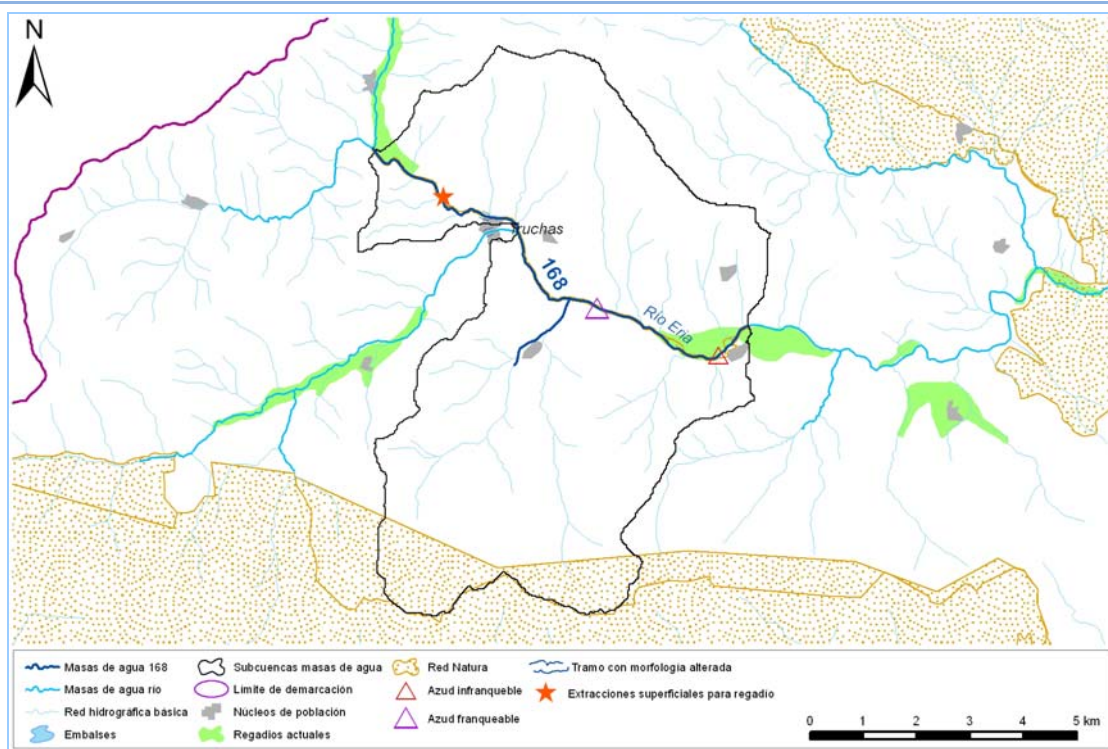 N
Truchas
168
Río Eria
Masas de agua 168
Subcuencas masas de agua
Red Natura
Tramo con morfología alterada
Masas de agua río
Límite de demarcación
Azud infranqueable
Extracciones superficiales para regadío
Red hidrográfica básica
Núcleos de población
Azud franqueable
Embalses
Regadíos actuales
0 1 2 3 4 5 km